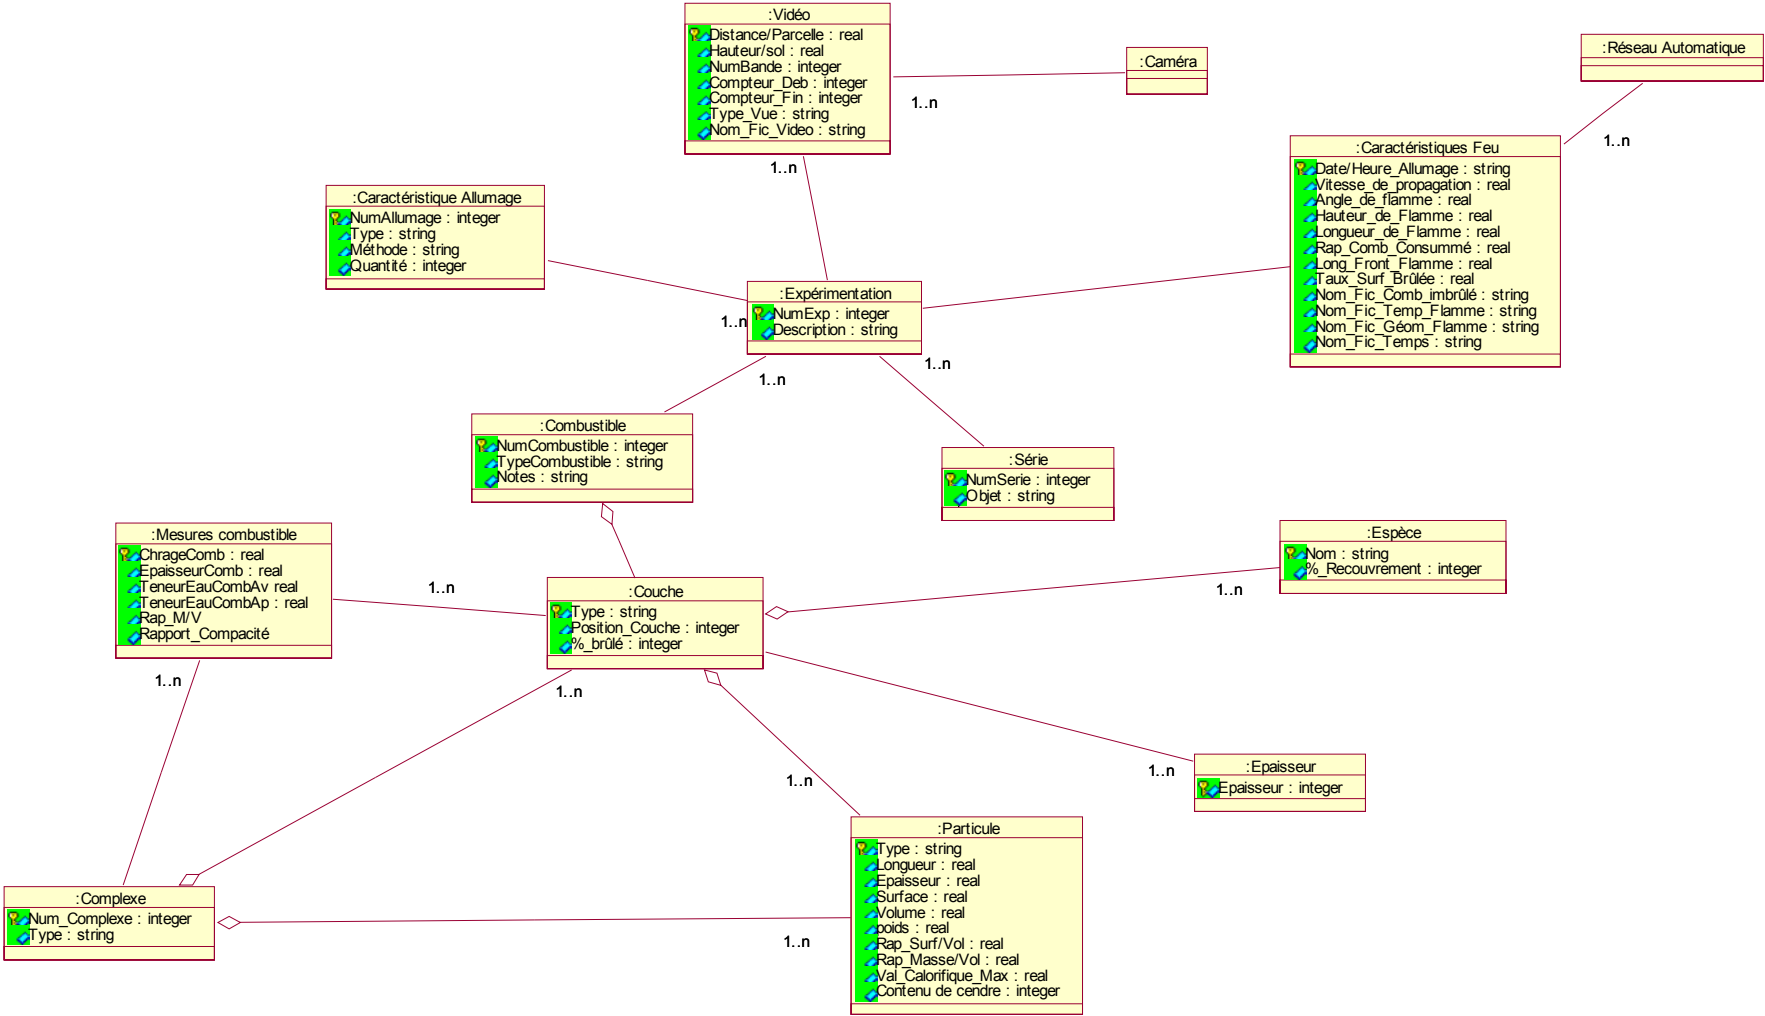 :Vidéo
Distance/Parcelle : real
Hauteur/sol : real
NumBande : integer
Compteur_Deb : integer
Compteur_Fin : integer
Type_Vue : string
Nom_Fic_Video : string
1..n
1..n
:Caméra
:Réseau Automatique
1..n
:Caractéristiques Feu
Date/Heure_Allumage : string
Vitesse_de_propagation : real
Angle_de_flamme : real
Hauteur_de_Flamme : real
Longueur_de_Flamme : real
Rap_Comb_Consummé : real
Long_Front_Flamme : real
Taux_Surf_Brûlée : real
Nom_Fic_Comb_imbrûlé : string
Nom_Fic_Temp_Flamme : string
Nom_Fic_Géom_Flamme : string
Nom_Fic_Temps : string
:Caractéristique Allumage
NumAllumage : integer
Type : string
Méthode : string
Quantité : integer
:Expérimentation
NumExp : integer
Description : string
1..n
1..n
1..n
:Combustible
NumCombustible : integer
TypeCombustible : string
Notes : string
:Série
NumSerie : integer
Objet : string
:Mesures combustible
ChrageComb : real
EpaisseurComb : real
TeneurEauCombAv real
TeneurEauCombAp : real
Rap_M/V
Rapport_Compacité
1..n
1..n
:Couche
Type : string
Position_Couche : integer
%_brûlé : integer
1..n
:Espèce
Nom : string
%_Recouvrement : integer
1..n
:Epaisseur
Epaisseur : integer
1..n
1..n
:Particule
Type : string
Longueur : real
Epaisseur : real
Surface : real
Volume : real
poids : real
Rap_Surf/Vol : real
Rap_Masse/Vol : real
Val_Calorifique_Max : real
Contenu de cendre : integer
1..n
:Complexe
Num_Complexe : integer
Type : string